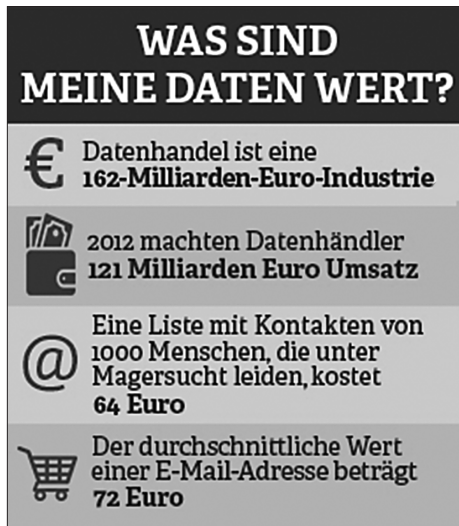 WAS SIND
MEINE DATEN WERT?
€
Datenhandel ist eine
162-Milliarden-Euro-Industrie
2012 machten Datenhändler
121 Milliarden Euro Umsatz
@
Eine Liste mit Kontakten von
1000 Menschen, die unter
Magersucht leiden, kostet
64 Euro
Der durchschnittliche Wert
einer E-Mail-Adresse beträgt
72 Euro